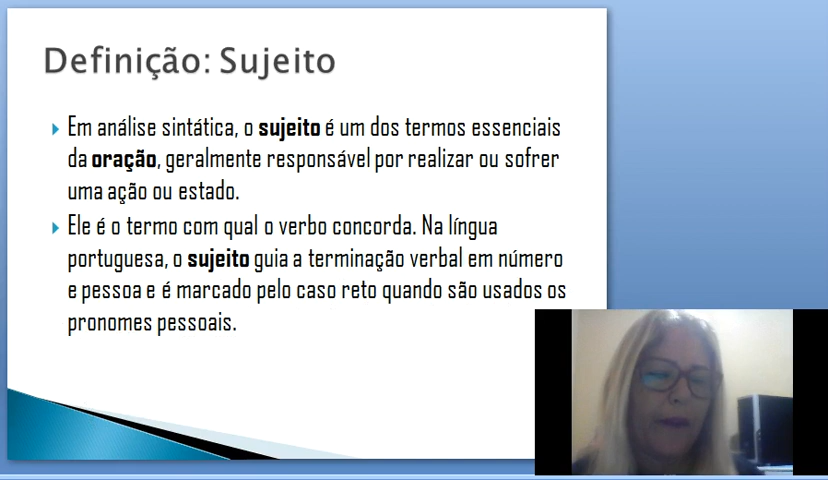 Definição: Sujeito
Em análise sintática, o sujeito é um dos termos essenciais
da oração, geralmente responsável por realizar ou sofrer
uma ação ou estado.
Ele é o termo com qual o verbo concorda. Na língua
portuguesa, o sujeito guia a terminação verbal em número
e pessoa e é marcado pelo caso reto quando são usados os
pronomes pessoais.